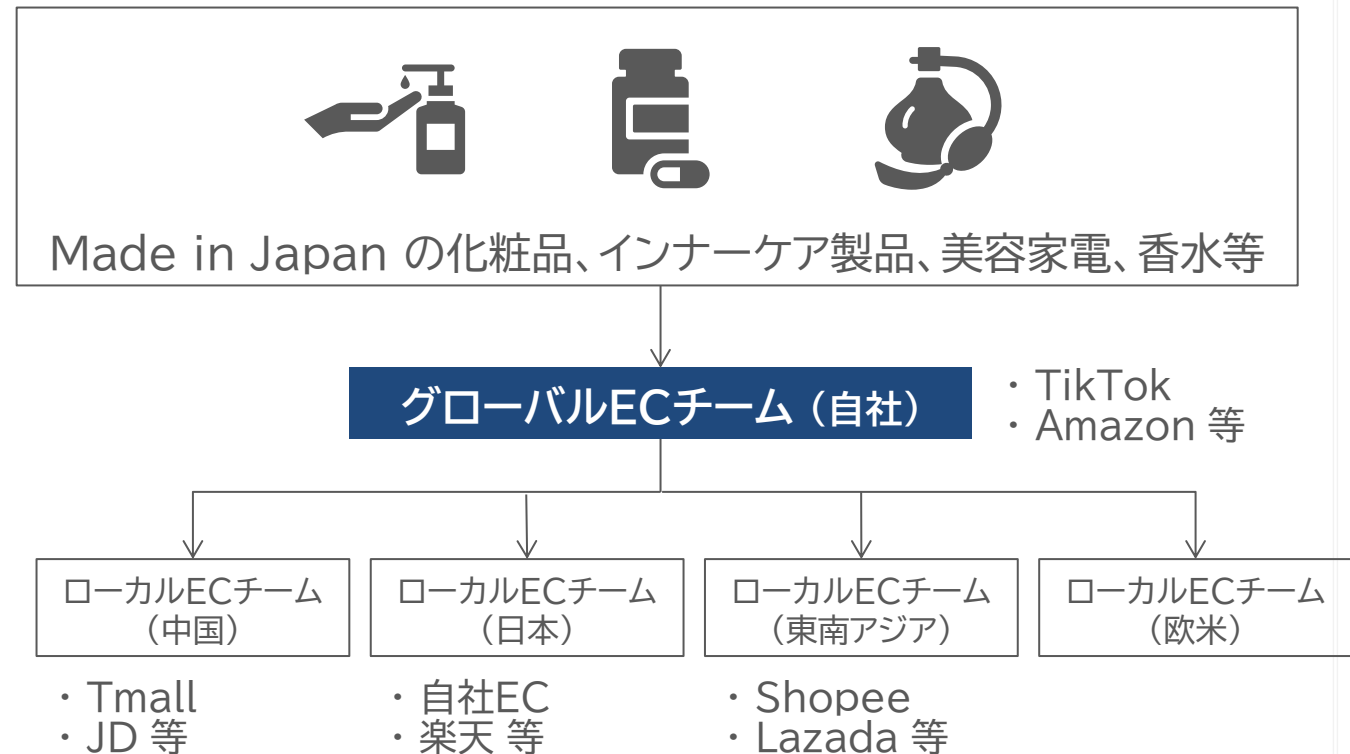 Made in Japan の化粧品、インナーケア製品、美容家電、香水等
グローバルECチーム（自社）
・TikTok
・Amazon 等
ローカルECチーム
（中国）
・Tmall
・JD 等
ローカルECチーム
（日本）
・自社EC
・楽天 等
ローカルECチーム
（東南アジア）
・Shopee
・Lazada 等
ローカルECチーム
（欧米）